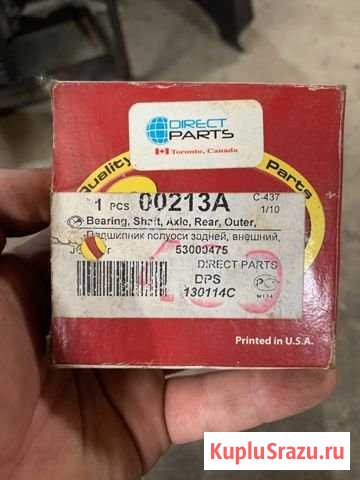 DIRECT
PARTS
Toronto, Canada
Quality
Parts
1 PCS 00213A
C-437
1/10
Bearing, Shaft, Axle, Rear, Outer,
Подшипник полуоси задней, внешний,
53000475
DIRECT PARTS
DPS
130114C
Printed in U.S.A.
KupluSrazu.ru